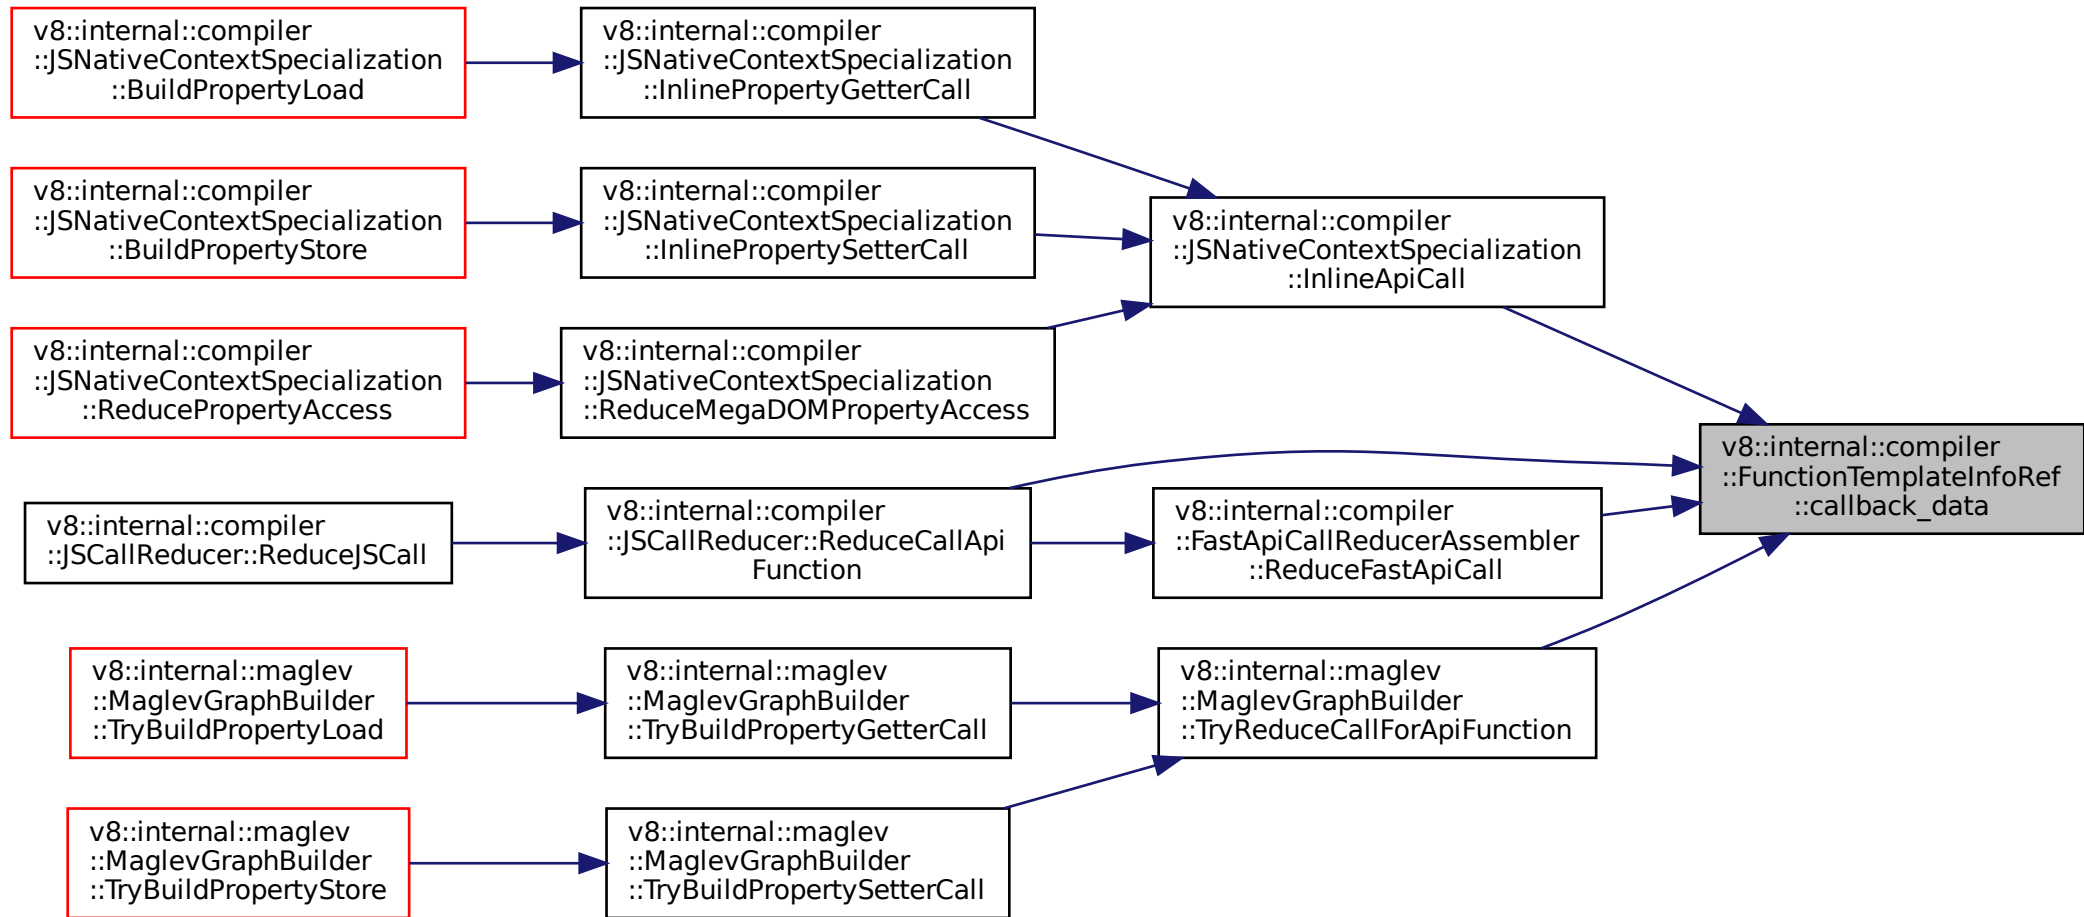 v8::internal::compiler
::JSNativeContextSpecialization
::BuildPropertyLoad
v8::internal::compiler
::JSNativeContextSpecialization
::InlinePropertyGetterCall
v8::internal::compiler
::JSNativeContextSpecialization
::BuildPropertyStore
v8::internal::compiler
::JSNativeContextSpecialization
::InlinePropertySetterCall
v8::internal::compiler
::JSNativeContextSpecialization
::InlineApiCall
v8::internal::compiler
::JSNativeContextSpecialization
::ReducePropertyAccess
v8::internal::compiler
::JSNativeContextSpecialization
::ReduceMegaDOMPropertyAccess
v8::internal::compiler
::FunctionTemplateInfoRef
::callback_data
v8::internal::compiler
::JSCallReducer::ReduceJSCall
v8::internal::compiler
::JSCallReducer::ReduceCallApi
Function
v8::internal::compiler
::FastApiCallReducerAssembler
::ReduceFastApiCall
v8::internal::maglev
::MaglevGraphBuilder
::TryBuildPropertyLoad
v8::internal::maglev
::MaglevGraphBuilder
::TryBuildPropertyGetterCall
v8::internal::maglev
::MaglevGraphBuilder
::TryReduceCallForApiFunction
v8::internal::maglev
::MaglevGraphBuilder
::TryBuildPropertyStore
v8::internal::maglev
::MaglevGraphBuilder
::TryBuildPropertySetterCall